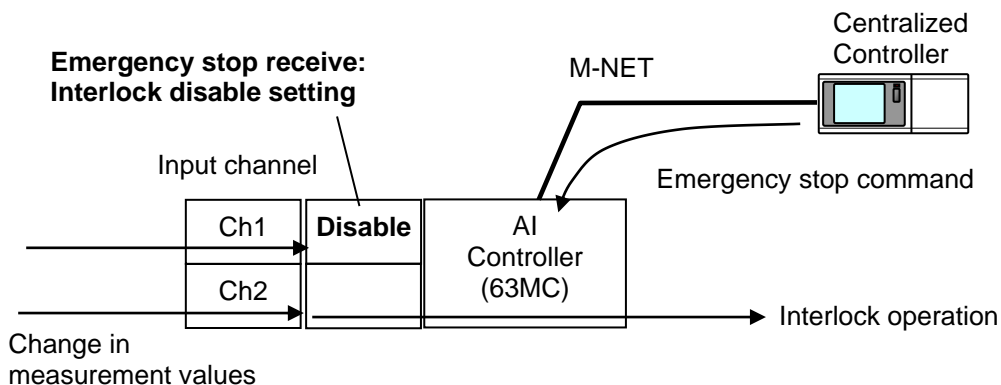 Centralized
Controller
Emergency stop receive:
Interlock disable setting
M-NET
Input channel
Emergency stop command
Ch1
Disable
AI
Controller
(63MC)
Ch2
Interlock operation
Change in
measurement values